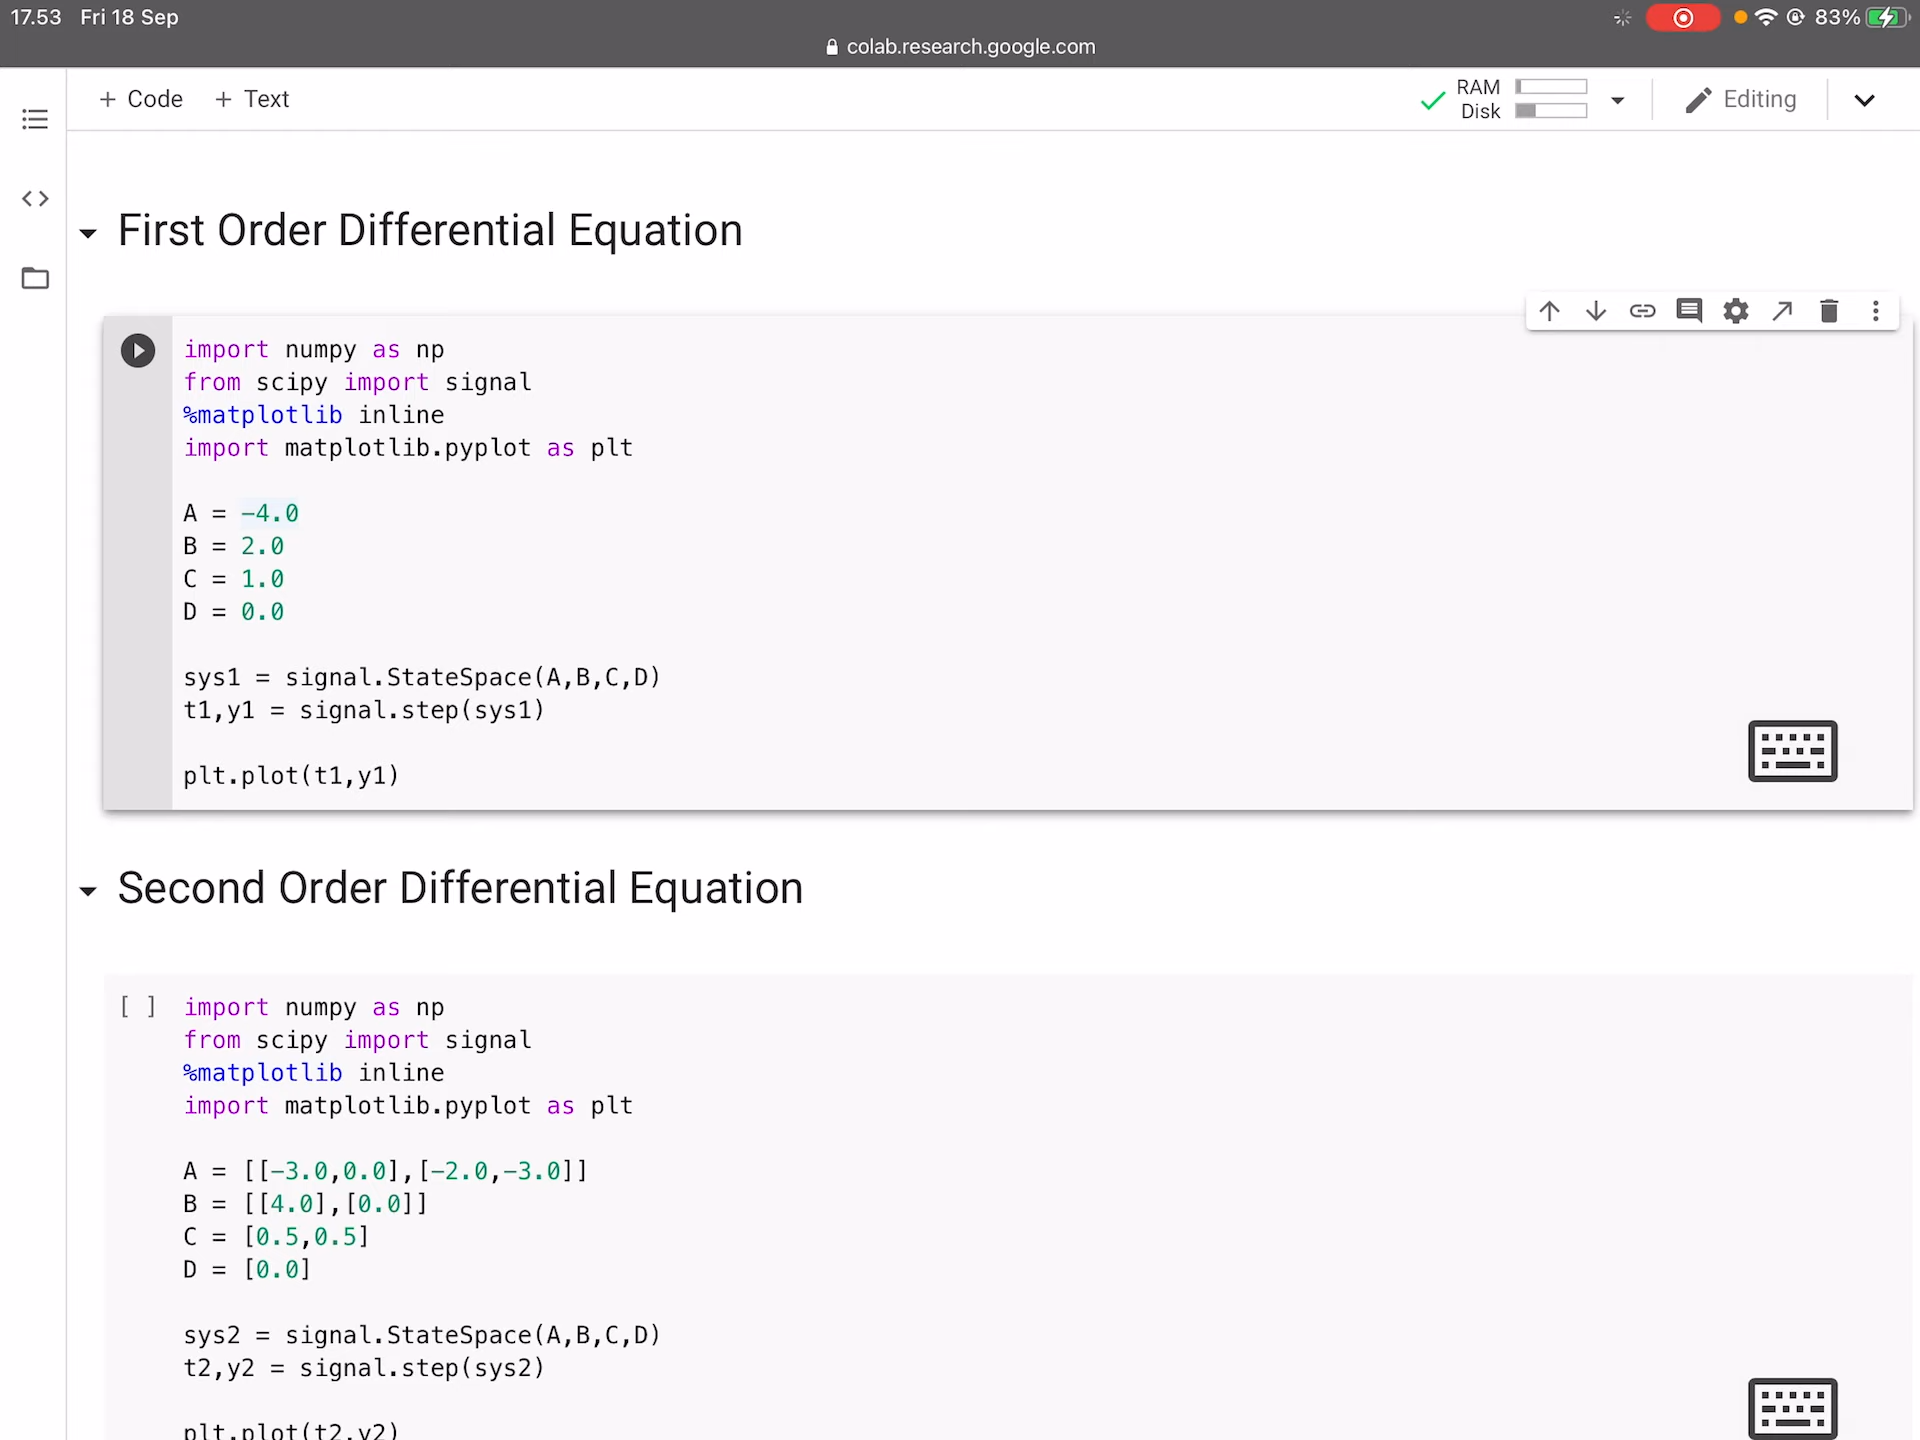 17.53 Fri 18 Sep
83%
colab.research.google.com
+ Code + Text
RAM
Disk
Editing
First Order Differential Equation
import numpy as np
from scipy import signal
%matplotlib inline
import matplotlib.pyplot as plt
A = -4.0
B = 2.0
C = 1.0
D = 0.0
sys1 = signal.StateSpace(A,B,C,D)
t1,y1 = signal.step(sys1)
plt.plot(t1,y1)
Second Order Differential Equation
[ ] import numpy as np
from scipy import signal
%matplotlib inline
import matplotlib.pyplot as plt
A = [[-3.0,0.0],[-2.0,-3.0]]
B = [[4.0],[0.0]]
C = [0.5,0.5]
D = [0.0]
sys2 = signal.StateSpace(A,B,C,D)
t2,y2 = signal.step(sys2)
plt.plot(t2,y2)